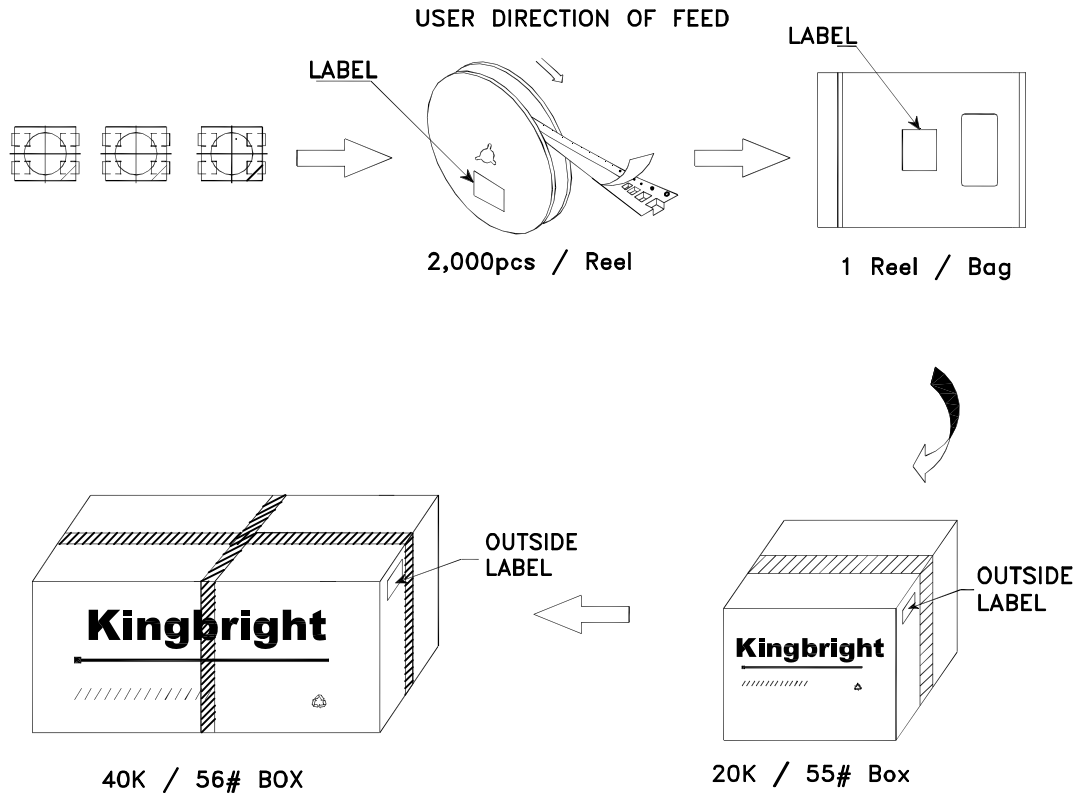 USER DIRECTION OF FEED
LABEL
LABEL
2,000pcs / Reel
1 Reel / Bag
OUTSIDE
LABEL
OUTSIDE
LABEL
Kingbright
Kingbright
40K / 56# BOX
20K / 55# Box